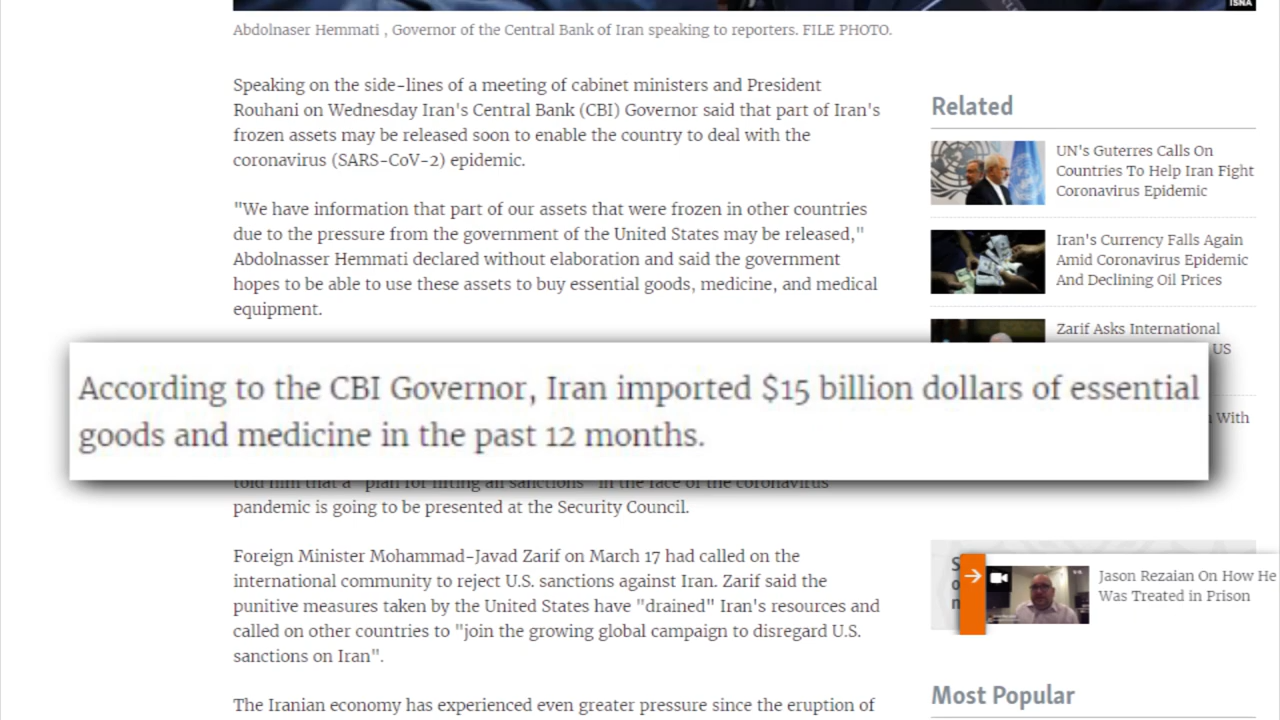 ISNA
Abdolnaser Hemmati , Governor of the Central Bank of Iran speaking to reporters. FILE PHOTO.
Speaking on the side-lines of a meeting of cabinet ministers and President
Rouhani on Wednesday Iran's Central Bank (CBI) Governor said that part of Iran's
frozen assets may be released soon to enable the country to deal with the
coronavirus (SARS-CoV-2) epidemic.
"We have information that part of our assets that were frozen in other countries
due to the pressure from the government of the United States may be released,"
Abdolnasser Hemmati declared without elaboration and said the government
hopes to be able to use these assets to buy essential goods, medicine, and medical
equipment.
According to the CBI Governor, Iran imported $15 billion dollars of essential
goods and medicine in the past 12 months.
told him that a "plan for lifting all sanctions" in the face of the coronavirus
pandemic is going to be presented at the Security Council.
Foreign Minister Mohammad-Javad Zarif on March 17 had called on the
international community to reject U.S. sanctions against Iran. Zarif said the
punitive measures taken by the United States have "drained" Iran's resources and
called on other countries to "join the growing global campaign to disregard U.S.
sanctions on Iran".
The Iranian economy has experienced even greater pressure since the eruption of
Related
UN's Guterres Calls On
Countries To Help Iran Fight
Coronavirus Epidemic
Iran's Currency Falls Again
Amid Coronavirus Epidemic
And Declining Oil Prices
Zarif Asks International
US
With
Jason Rezaian On How He
Was Treated in Prison
Most Popular